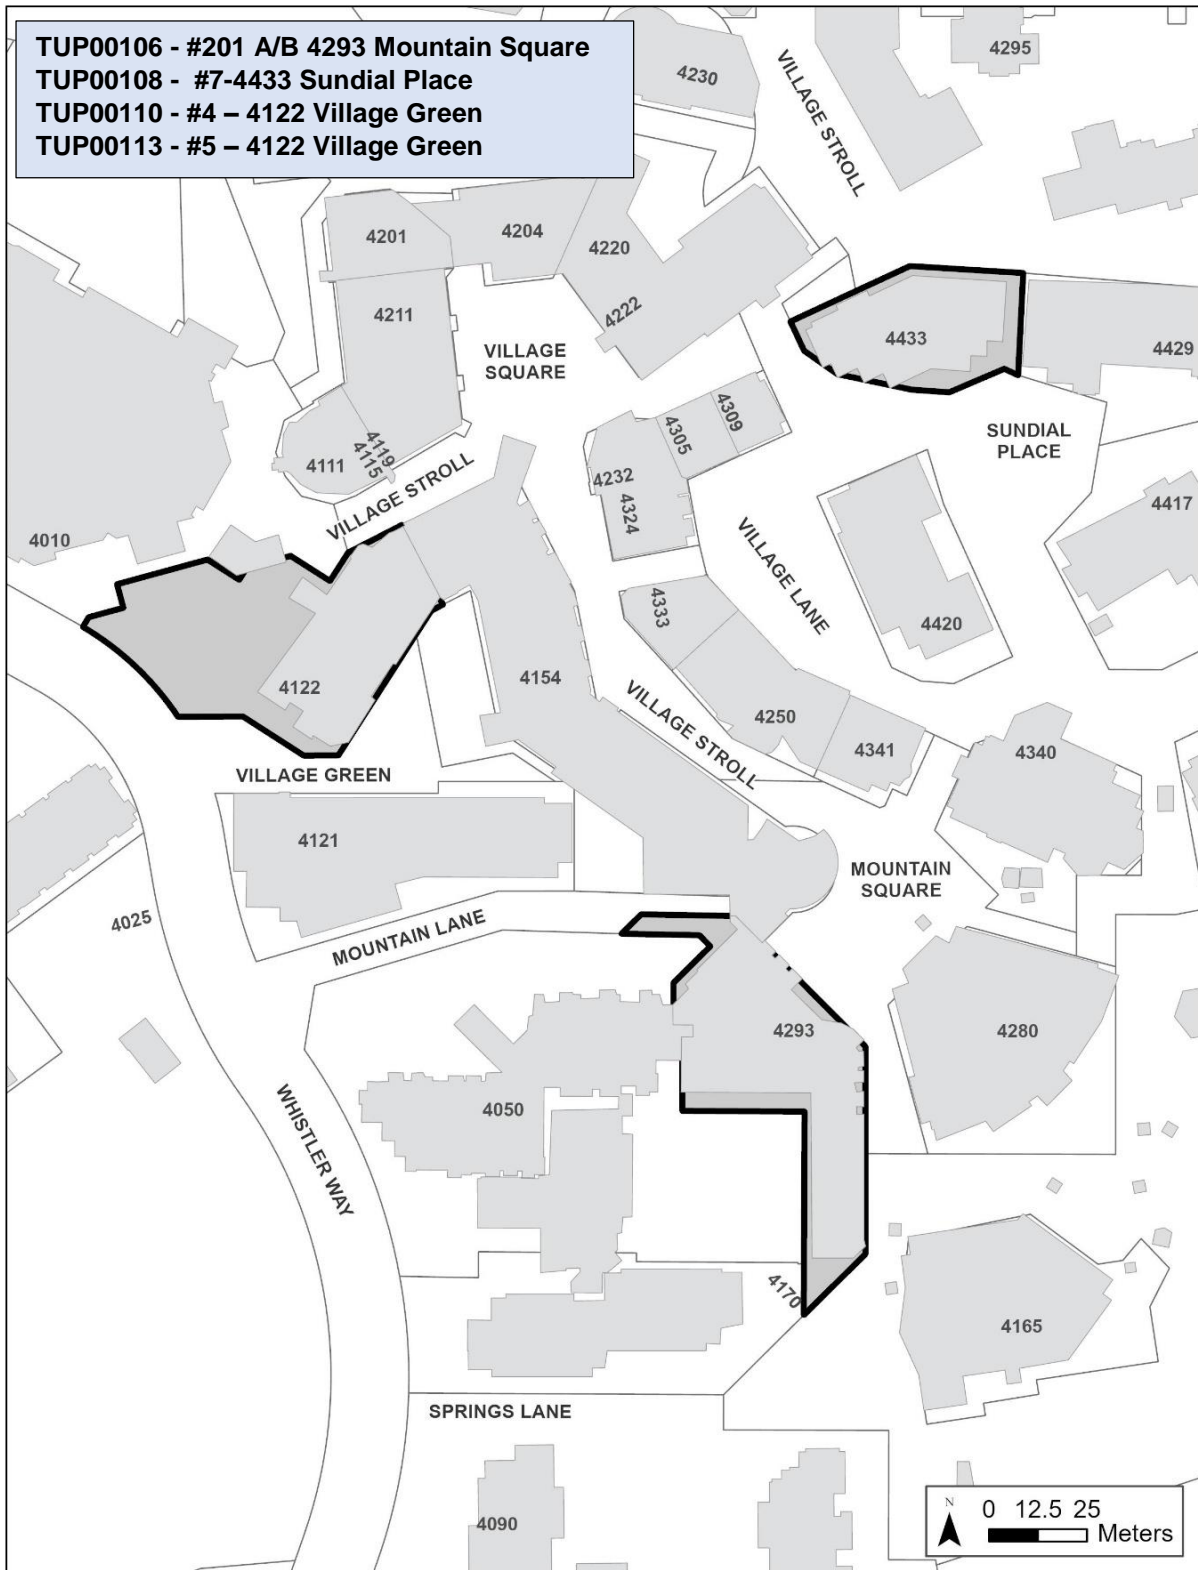 TUP00106 - #201 A/B 4293 Mountain Square
TUP00108 - #7-4433 Sundial Place
TUP00110 - #4 – 4122 Village Green
TUP00113 - #5 – 4122 Village Green
4295
4230
VILLAGE STROLL
4201
4204
4220
4211
4222
VILLAGE
SQUARE
4433
4429
4309
4305
SUNDIAL
PLACE
4119
4115
4111
VILLAGE STROLL
4232
4324
4417
4010
VILLAGE LANE
4333
4420
4154
4122
VILLAGE STROLL
4250
4341
4340
VILLAGE GREEN
4121
MOUNTAIN
SQUARE
4025
MOUNTAIN LANE
4293
4280
4050
WHISTLER WAY
4170
4165
SPRINGS LANE
4090
N
0 12.5 25
Meters